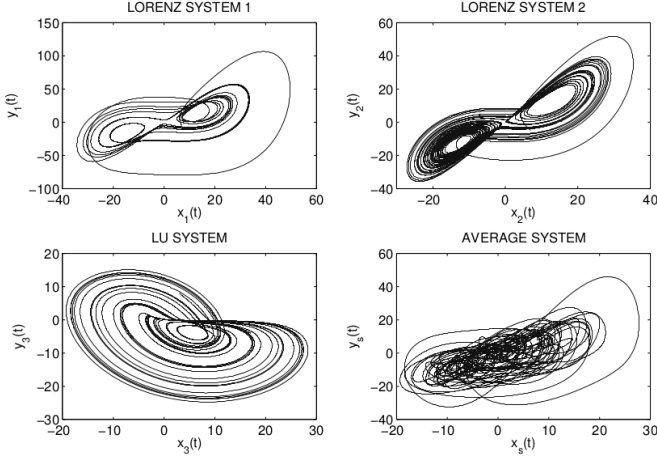 LORENZ SYSTEM 1
150
100
50
0
−50
−100
y1(t)
−40 −20 0 20 40 60
x1(t)
LORENZ SYSTEM 2
60
40
20
0
−20
−40
y2(t)
−40 −20 0 20 40
x2(t)
LU SYSTEM
20
10
0
−10
−20
−30
y3(t)
−20 −10 0 10 20 30
x3(t)
AVERAGE SYSTEM
60
40
20
0
−20
−40
ys(t)
−20 −10 0 10 20 30
xs(t)